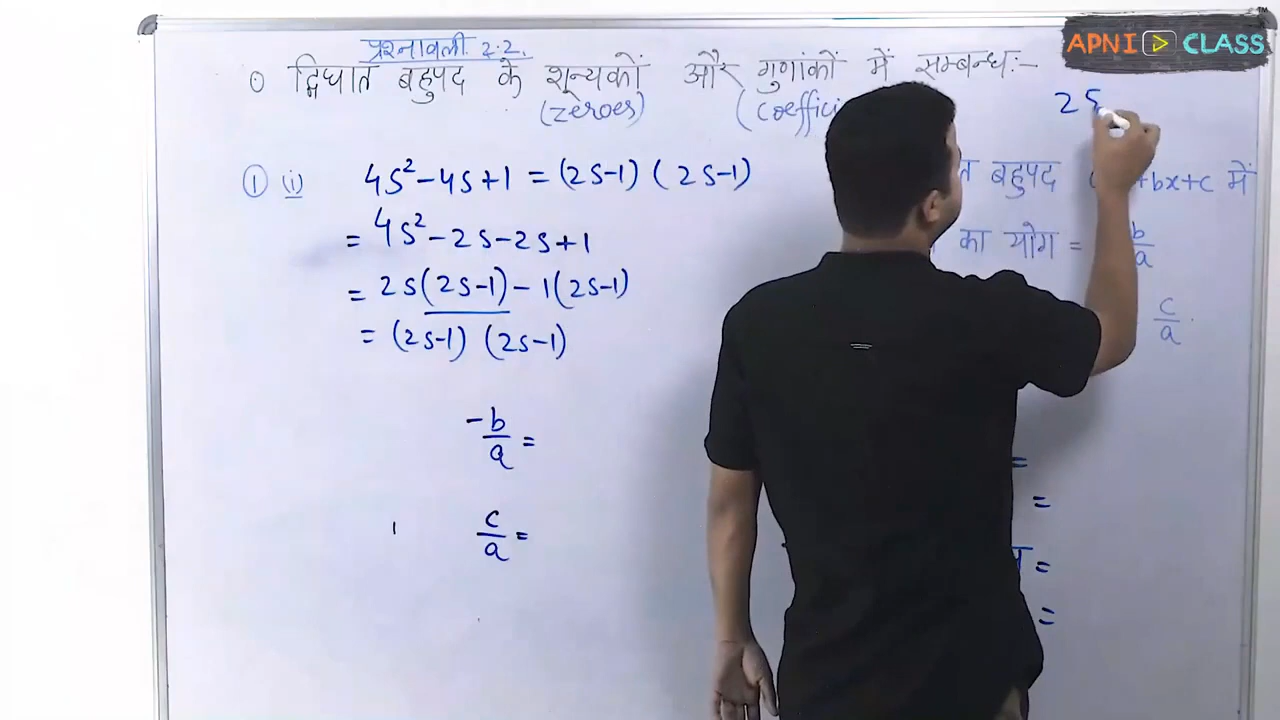 APNI CLASS
प्रश्नावली 2.2.
० द्विघात बहुपद के शून्यकों और गुणांकों में सम्बन्ध:-
(zeroes)
2s
① (i) 4s² - 4s + 1 = (2s-1) (2s-1)
बहुपद +bx+c में
= 4s² - 2s - 2s + 1
का योग = b/a
= 2s(2s-1) - 1(2s-1)
c/a
= (2s-1) (2s-1)
-b/a =
=
=
c/a =
=
=